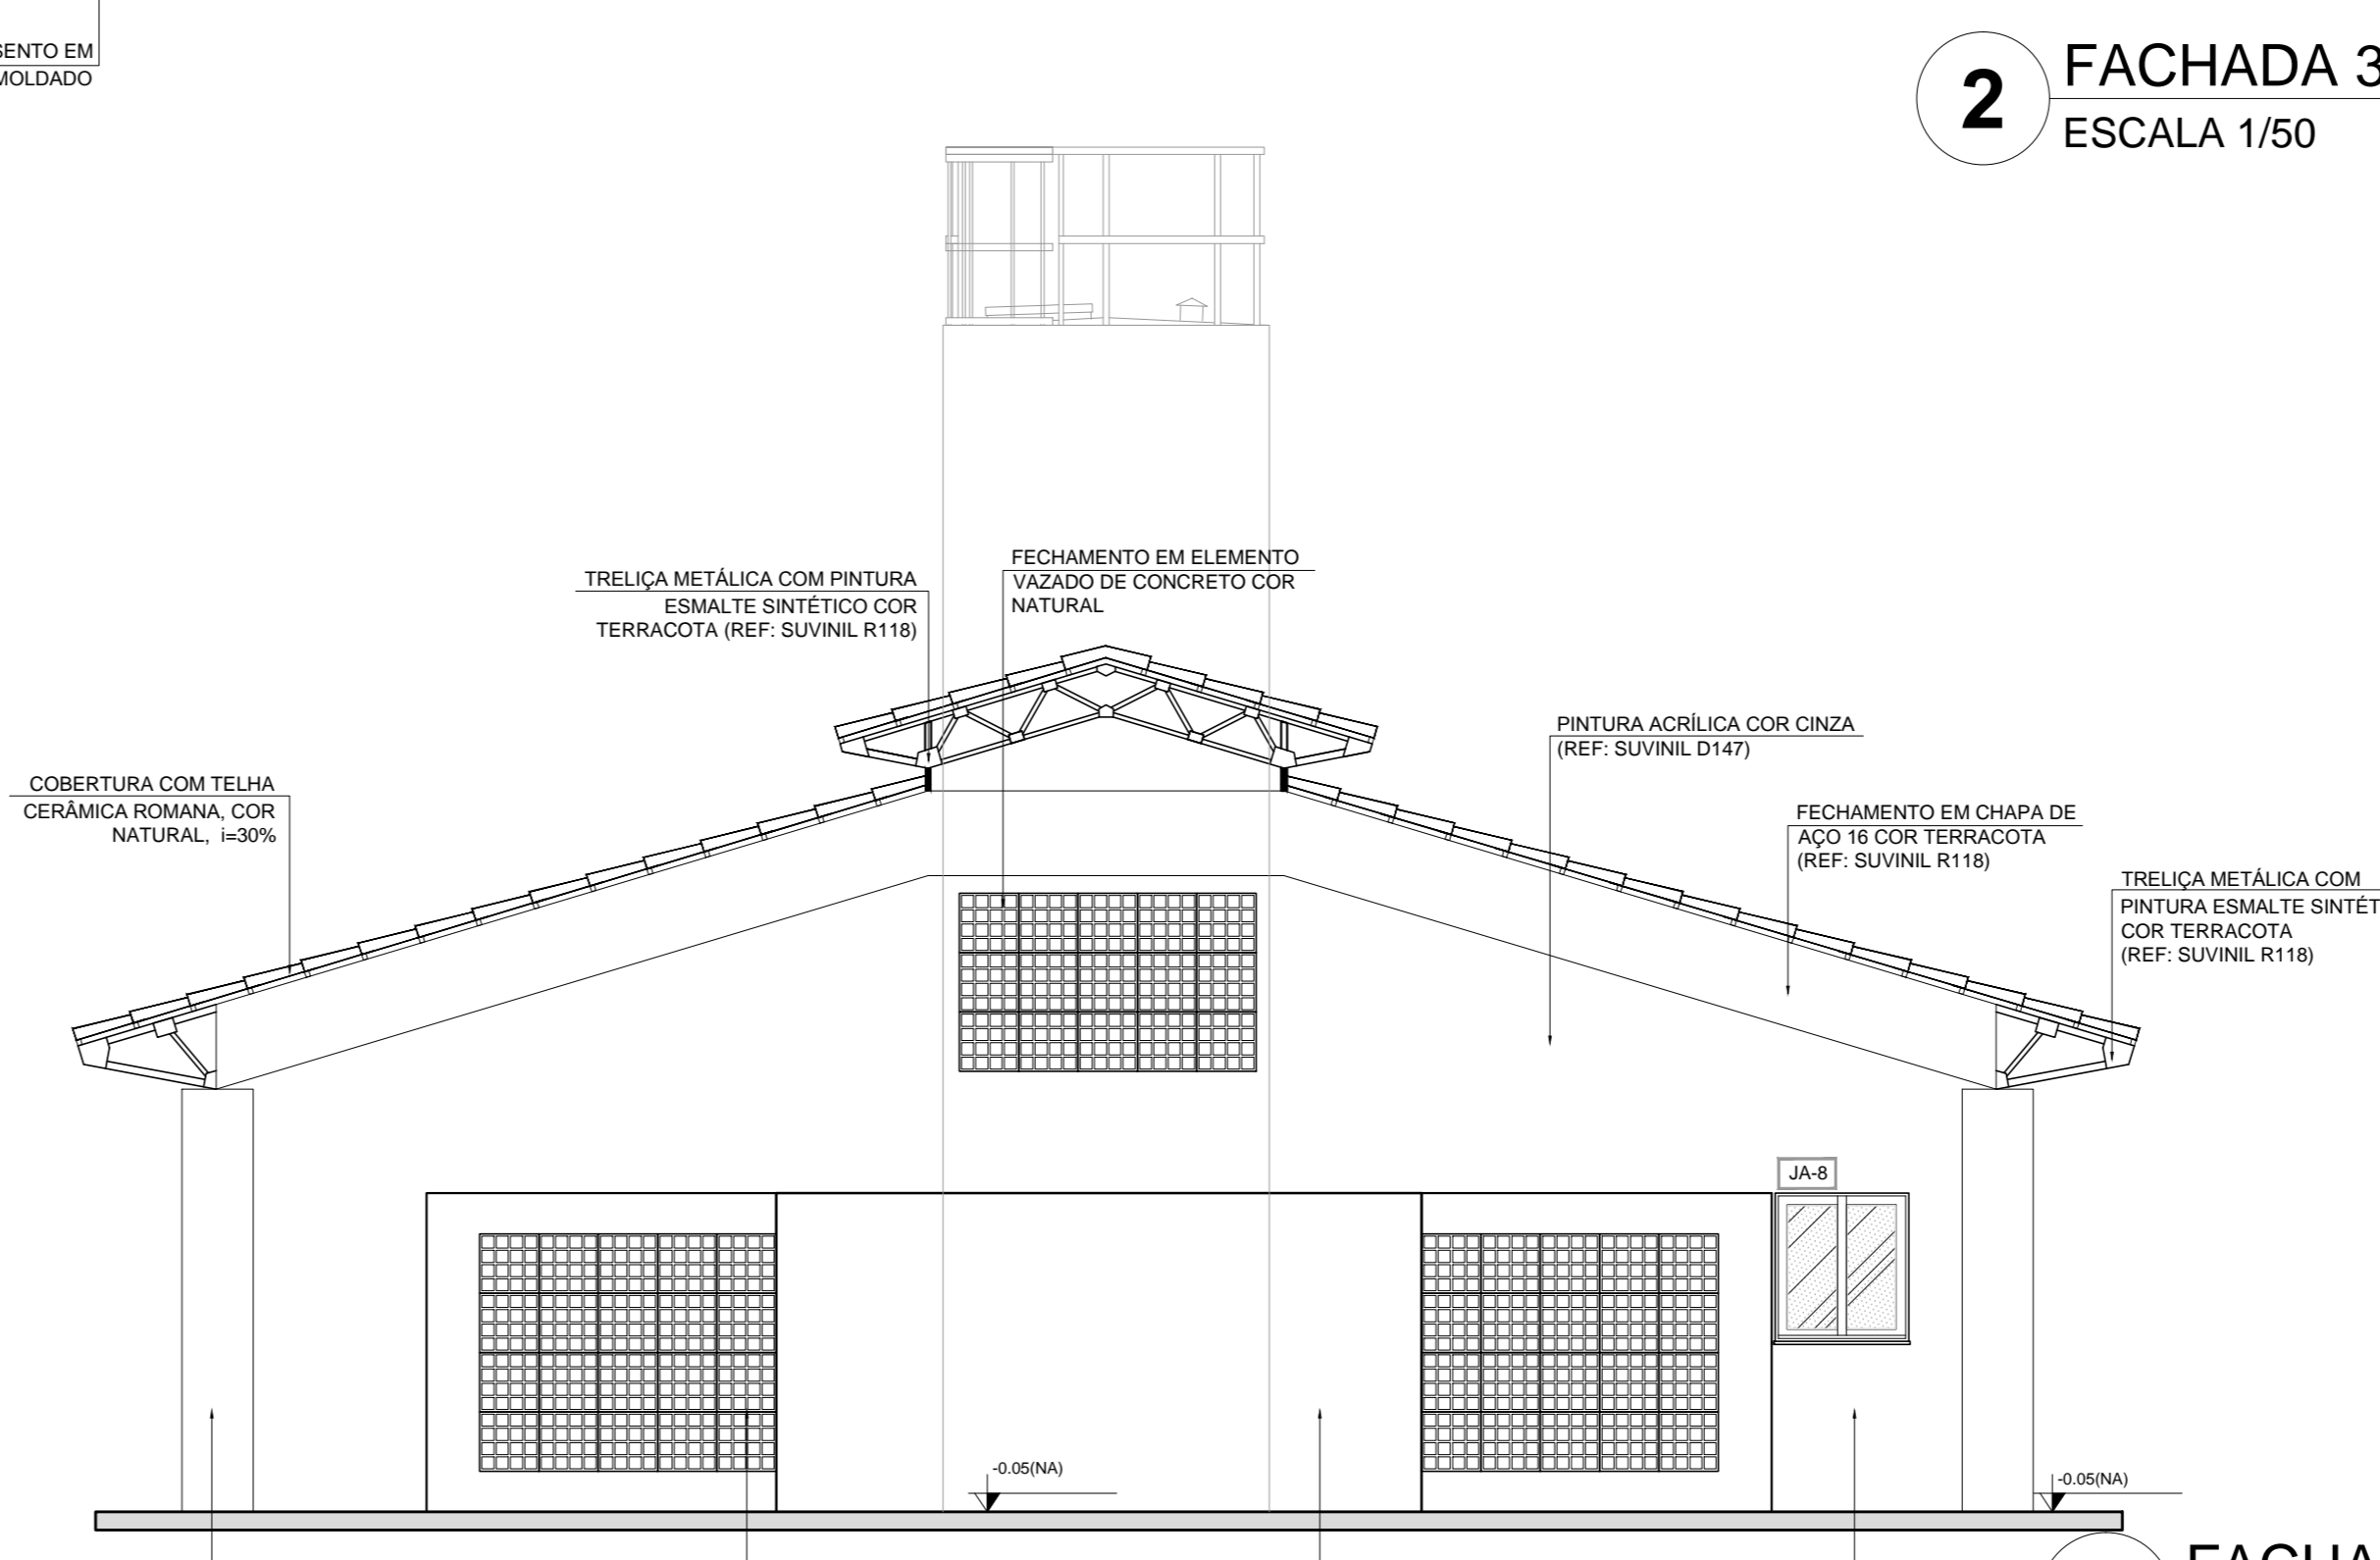 SENTO EM
MOLDADO
2
FACHADA 3
ESCALA 1/50
TRELIÇA METÁLICA COM PINTURA
ESMALTE SINTÉTICO COR
TERRACOTA (REF: SUVINIL R118)
FECHAMENTO EM ELEMENTO
VAZADO DE CONCRETO COR
NATURAL
PINTURA ACRÍLICA COR CINZA
(REF: SUVINIL D147)
COBERTURA COM TELHA
CERÂMICA ROMANA, COR
NATURAL, i=30%
FECHAMENTO EM CHAPA DE
AÇO 16 COR TERRACOTA
(REF: SUVINIL R118)
TRELIÇA METÁLICA COM
PINTURA ESMALTE SINTÉT
COR TERRACOTA
(REF: SUVINIL R118)
JA-8
-0.05(NA)
-0.05(NA)
FACHA